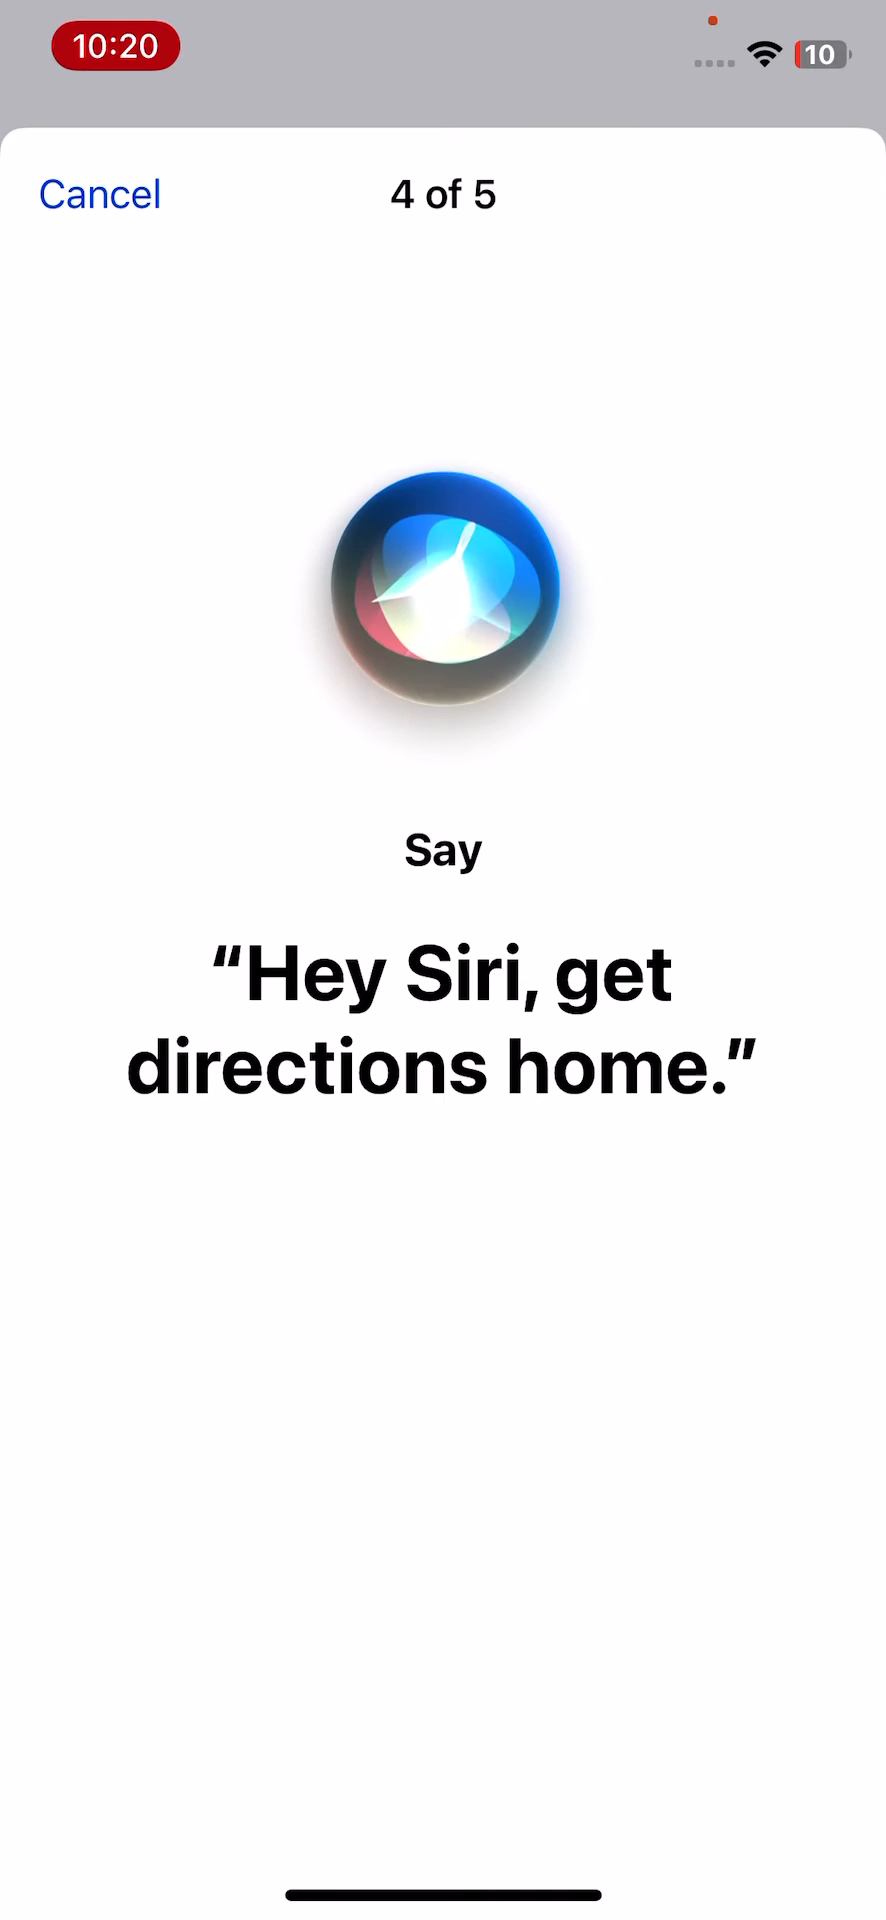 10:20
10
Cancel
4 of 5
Say
“Hey Siri, get
directions home.”